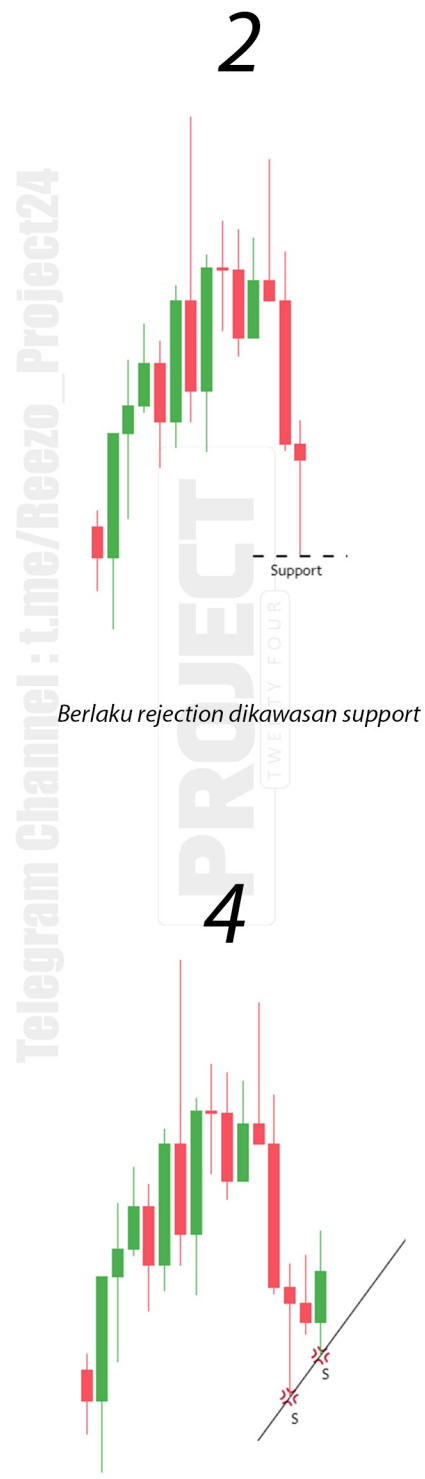 2
Telegram Channel : t.me/Reezo_Project24
Support
PROJECT
TWENTY FOUR
Berlaku rejection dikawasan support
4
S
S